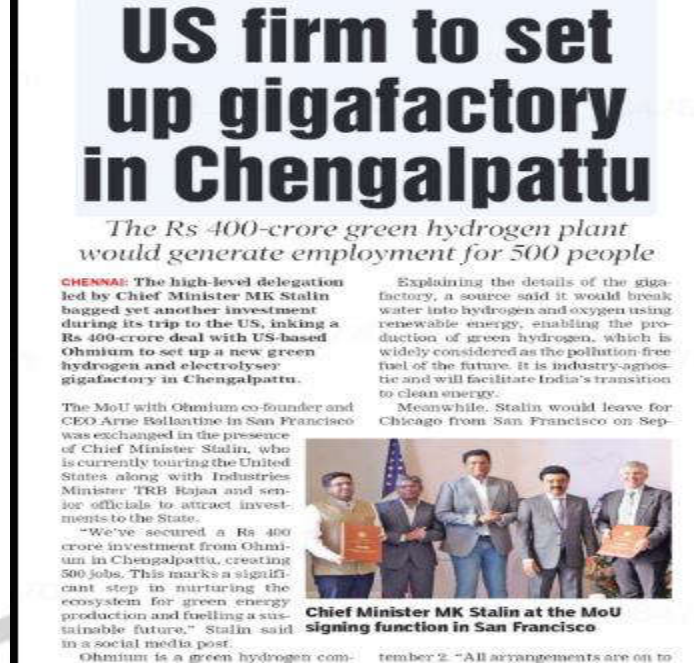 US firm to set
up gigafactory
in Chengalpattu
The Rs 400-crore green hydrogen plant
would generate employment for 500 people
CHENNAI: The high-level delegation
led by Chief Minister MK Stalin
bagged yet another investment
during its trip to the US, inking a
Rs 400-crore deal with US-based
Ohmium to set up a new green
hydrogen and electrolyser
gigafactory in Chengalpattu.
The MoU with Ohmium co-founder and
CEO Arne Ballantine in San Francisco
was exchanged in the presence
of Chief Minister Stalin, who
is currently touring the United
States along with Industries
Minister TRB Rajaa and sen-
ior officials to attract invest-
ments to the State.
"We've secured a Rs 400
crore investment from Ohmi-
um in Chengalpattu, creating
500 jobs. This marks a signifi-
cant step in nurturing the
ecosystem for green energy
production and fuelling a sus-
tainable future," Stalin said
in a social media post.
Ohmium is a green hydrogen com-
Explaining the details of the giga-
factory, a source said it would break
water into hydrogen and oxygen using
renewable energy, enabling the pro-
duction of green hydrogen, which is
widely considered as the pollution-free
fuel of the future. It is industry-agnos-
tic and will facilitate India's transition
to clean energy.
Meanwhile, Stalin would leave for
Chicago from San Francisco on Sep-
Chief Minister MK Stalin at the MoU
signing function in San Francisco
tember 2. "All arrangements are on to